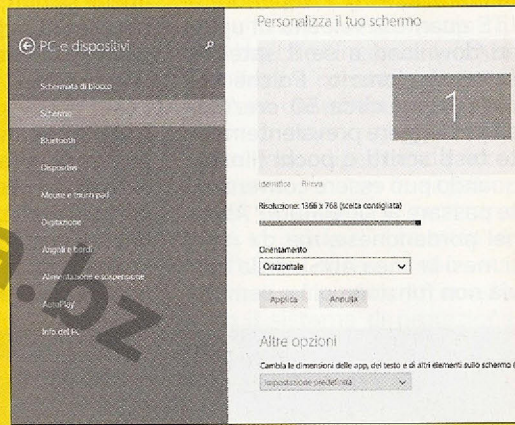 PC e dispositivi
Schermata di blocco
Schermo
Bluetooth
Dispositivi
Mouse e touchpad
Digitazione
Angoli e bordi
Alimentazione e sospensione
AutoPlay
Info del PC
Personalizza il tuo schermo
1
Identifica Rileva
Risoluzione: 1366 x 768 (scelta consigliata)
Orientamento
Orizzontale
Applica Annulla
Altre opzioni
Cambia le dimensioni delle app, del testo e di altri elementi sullo schermo (
Impostazione predefinita
a.bz